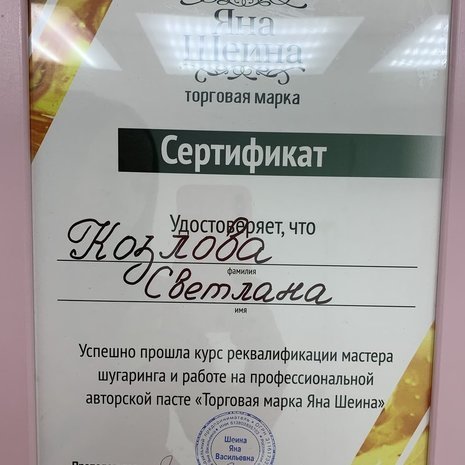 Яна
Шеина
торговая марка
Сертификат
Удостоверяет, что
Козлова
фамилия
Светлана
имя
Успешно прошла курс реквалификации мастера
шугаринга и работе на профессиональной
авторской пасте «Торговая марка Яна Шеина»
Шеина
Яна
Васильевна